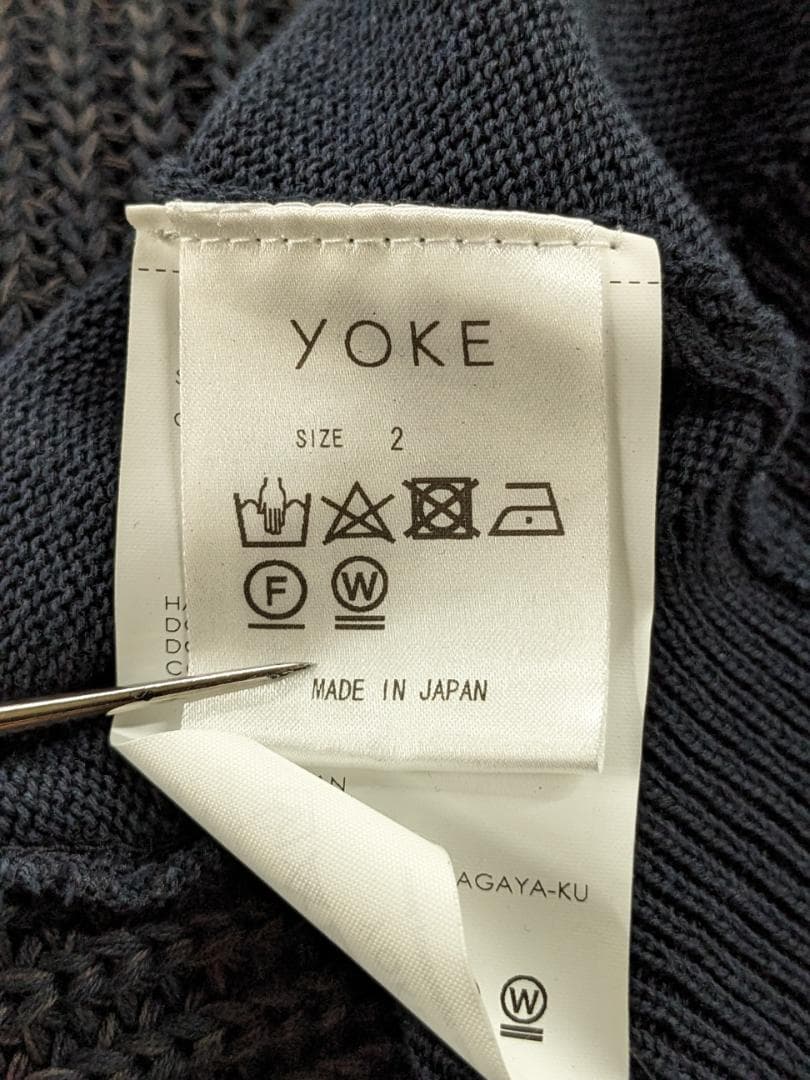 YOKE
SIZE 2
F W
MADE IN JAPAN
AGAYA-KU
W